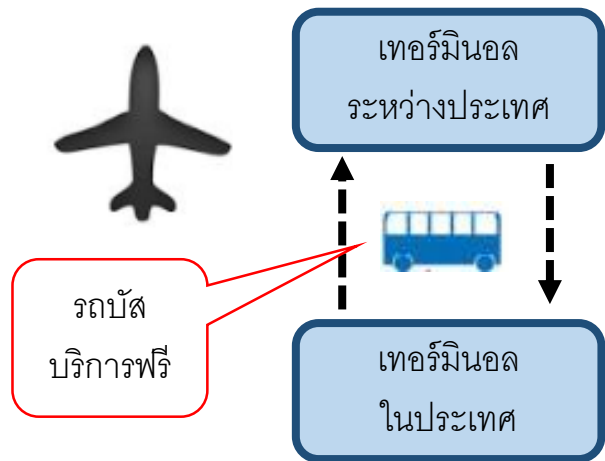 เทอร์มินอล
ระหว่างประเทศ
รถบัส
บริการฟรี
เทอร์มินอล
ในประเทศ